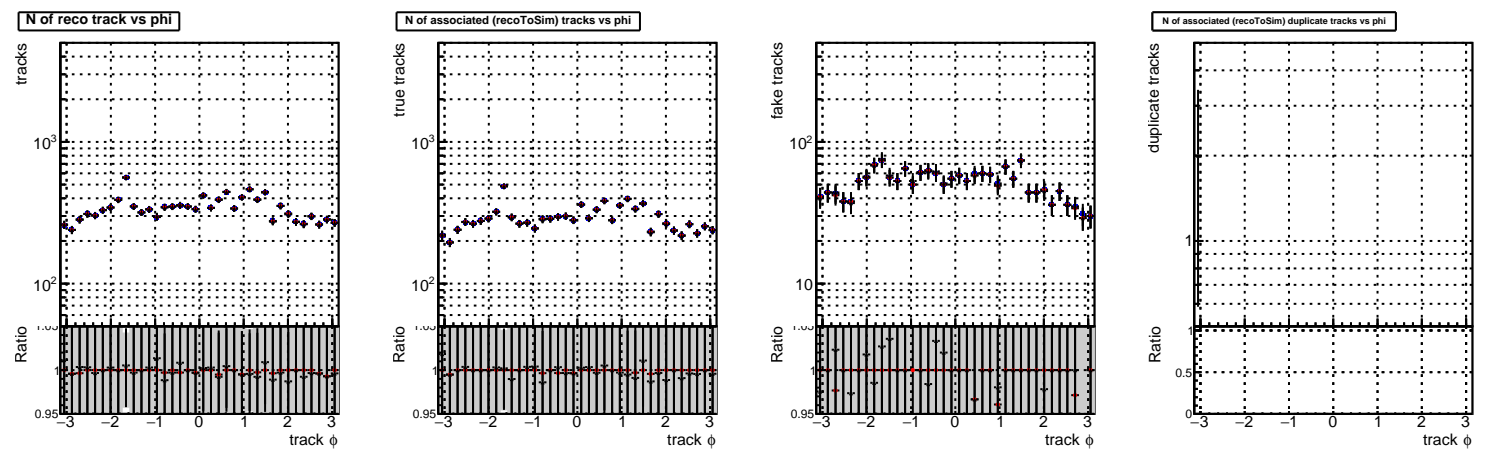 N of reco track vs phi
tracks
10³
10²
Ratio
1.05
1
0.95
−3 −2 −1 0 1 2 3
track ϕ
N of associated (recoToSim) tracks vs phi
true tracks
10³
10²
Ratio
1.05
1
0.95
−3 −2 −1 0 1 2 3
track ϕ
fake tracks
10²
10
Ratio
1.05
1
0.95
−3 −2 −1 0 1 2 3
track ϕ
N of associated (recoToSim) duplicate tracks vs phi
duplicate tracks
1
Ratio
1
0.5
0
−3 −2 −1 0 1 2 3
track ϕ